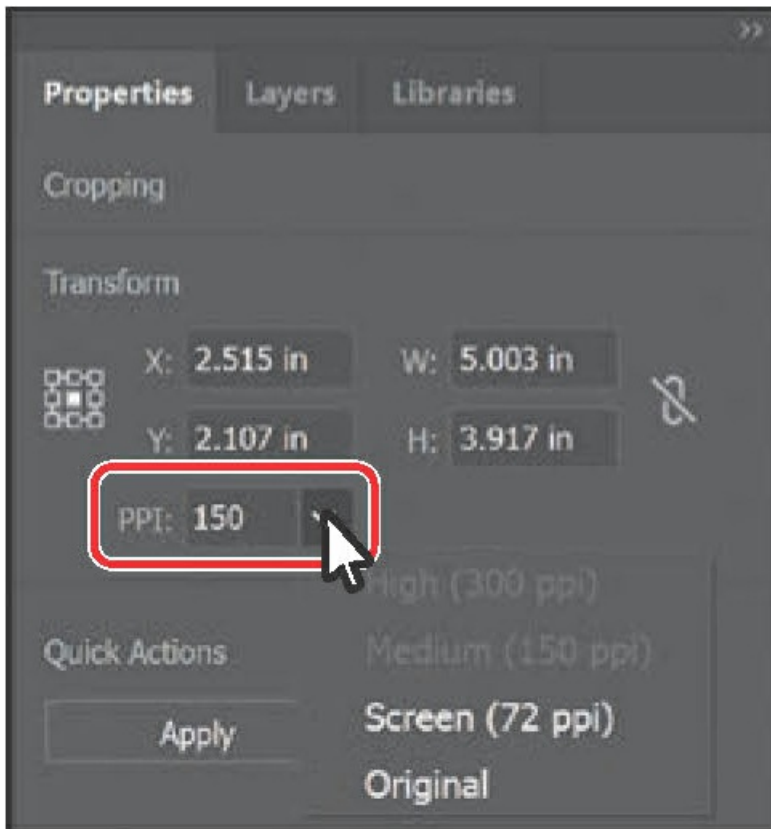 Properties Layers Libraries
Cropping
Transform
X: 2.515 in W: 5.003 in
Y: 2.107 in H: 3.917 in
PPI: 150
High (300 ppi)
Medium (150 ppi)
Quick Actions
Screen (72 ppi)
Apply
Original